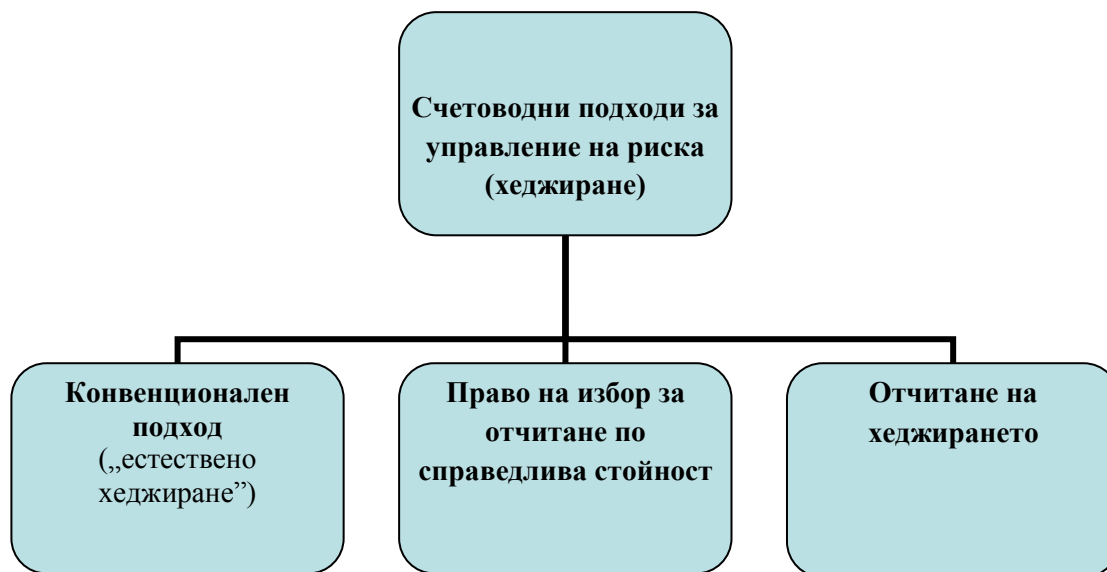 Счетоводни подходи за
управление на риска
(хеджиране)
Конвенционален
подход
(„естествено
хеджиране”)
Право на избор за
отчитане по
справедлива стойност
Отчитане на
хеджирането